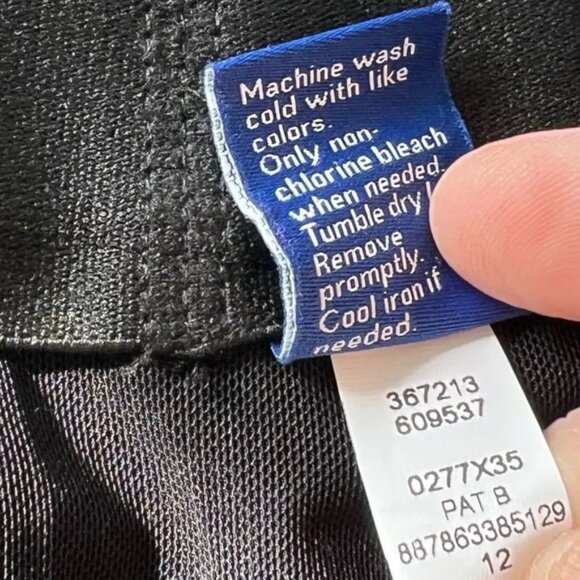 Machine wash
cold with like
colors.
Only non-
chlorine bleach
when needed.
Tumble dry
Remove
promptly.
Cool iron if
needed.
367213
609537
0277X35
PAT B
887863385129
12